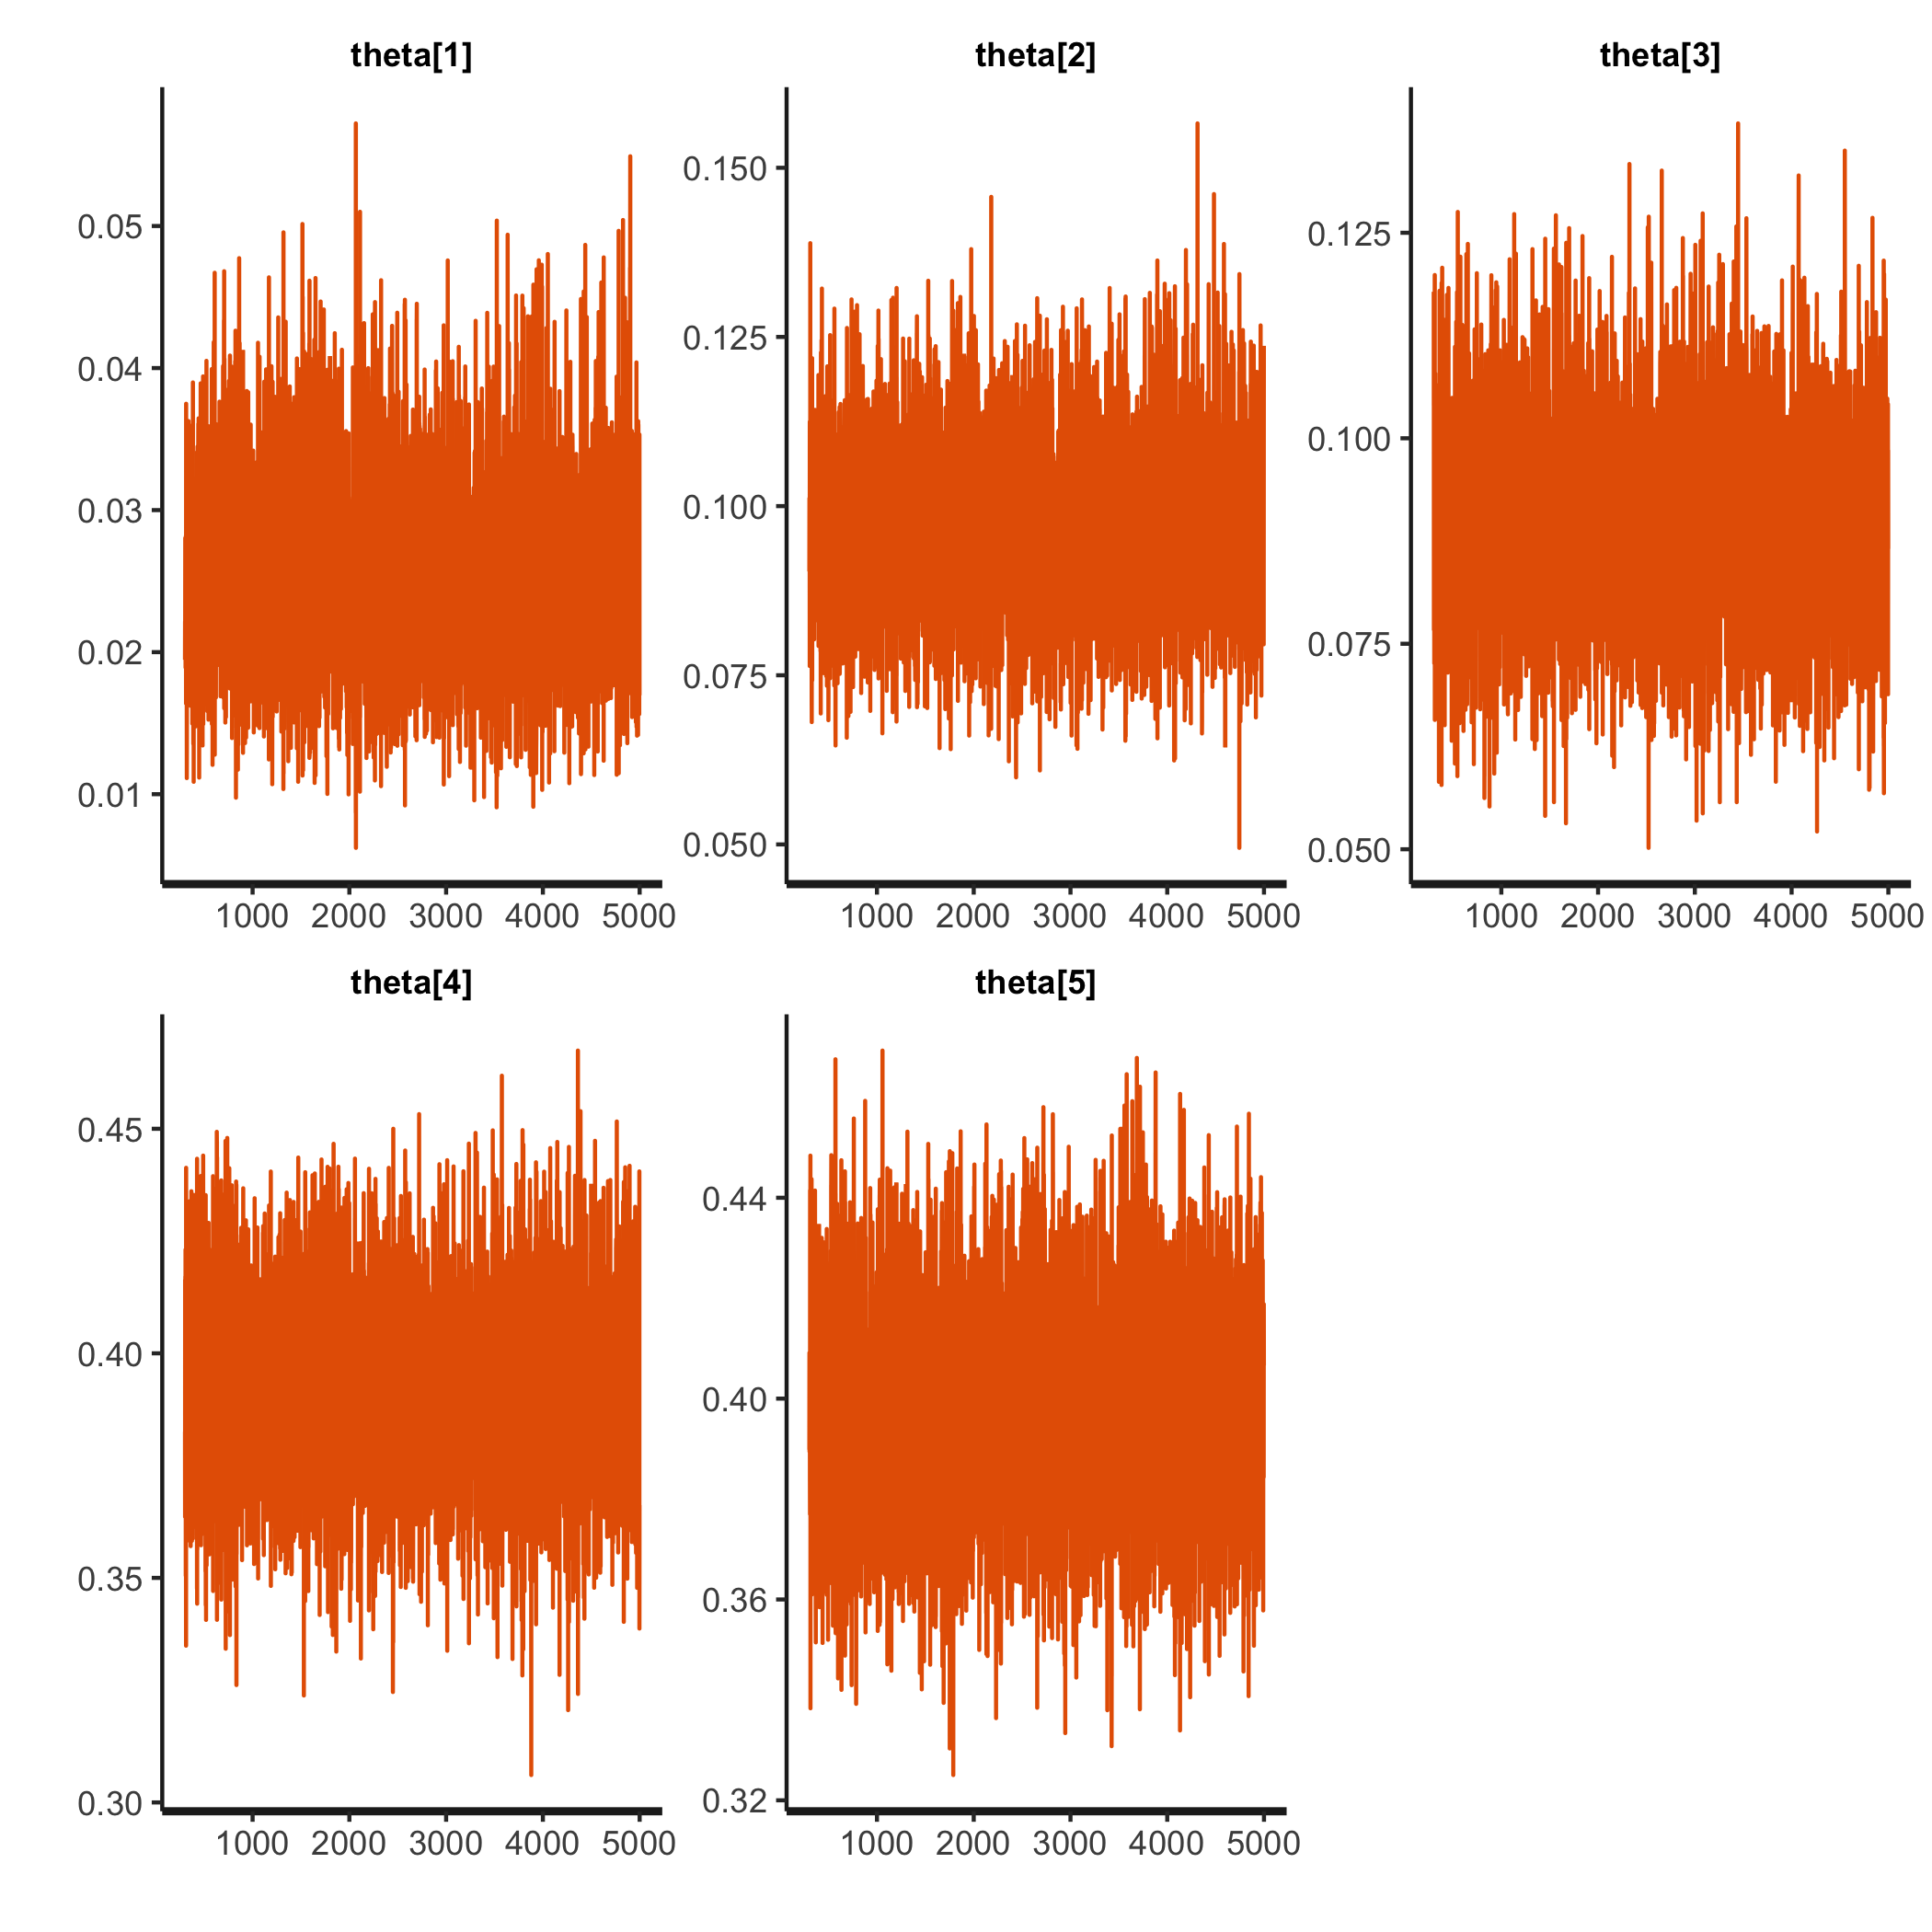 theta[1] theta[2] theta[3]
0.05 0.04 0.03 0.02 0.01
0.150 0.125 0.100 0.075 0.050
0.125 0.100 0.075 0.050
1000 2000 3000 4000 5000 1000 2000 3000 4000 5000 1000 2000 3000 4000 5000
theta[4] theta[5]
0.45 0.40 0.35 0.30
0.44 0.40 0.36 0.32
1000 2000 3000 4000 5000 1000 2000 3000 4000 5000